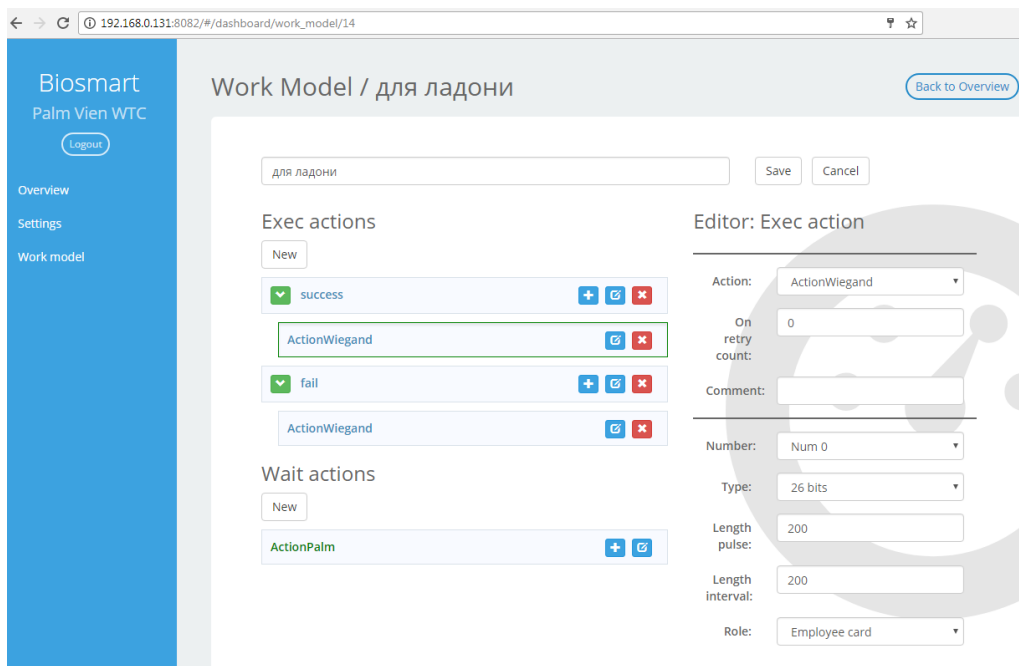 192.168.0.131:8082/#/dashboard/work_model/14
Biosmart
Palm Vien WTC
Logout
Overview
Settings
Work model
Work Model / для ладони
Back to Overview
для ладони
Save
Cancel
Exec actions
New
success
ActionWiegand
fail
ActionWiegand
Wait actions
New
ActionPalm
Editor: Exec action
Action:
ActionWiegand
On
retry
count:
0
Comment:
Number:
Num 0
Type:
26 bits
Length
pulse:
200
Length
interval:
200
Role:
Employee card